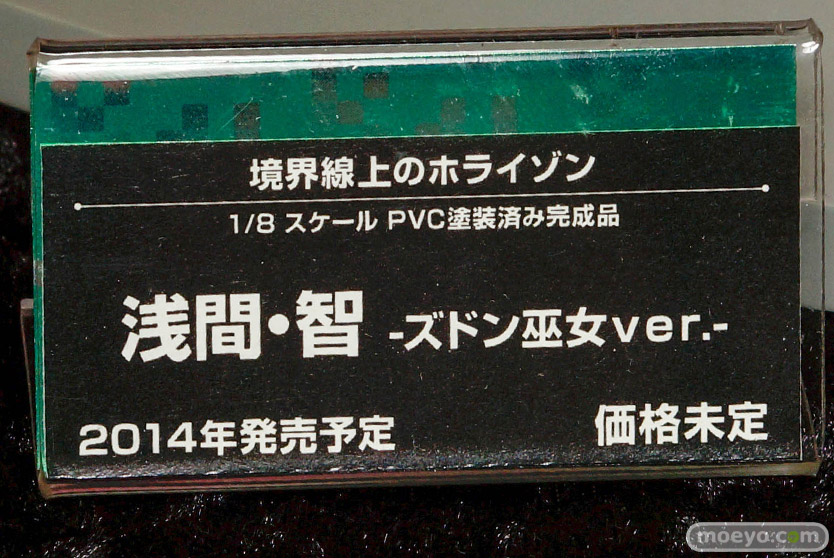 境界線上のホライゾン
1/8 スケール PVC塗装済み完成品
浅間・智 -ズドン巫女ver.-
2014年発売予定 価格未定
moeyo.com